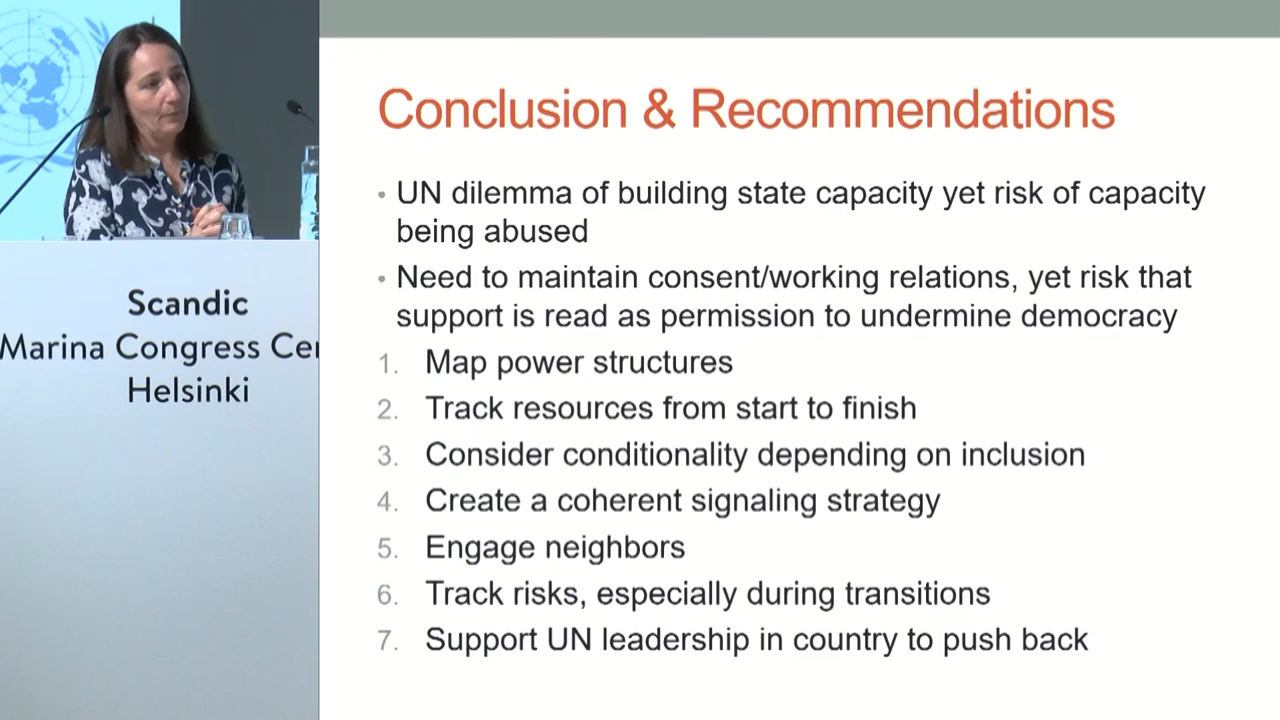 Scandic
Marina Congress Cen
Helsinki
Conclusion & Recommendations
• UN dilemma of building state capacity yet risk of capacity
being abused
• Need to maintain consent/working relations, yet risk that
support is read as permission to undermine democracy
1. Map power structures
2. Track resources from start to finish
3. Consider conditionality depending on inclusion
4. Create a coherent signaling strategy
5. Engage neighbors
6. Track risks, especially during transitions
7. Support UN leadership in country to push back